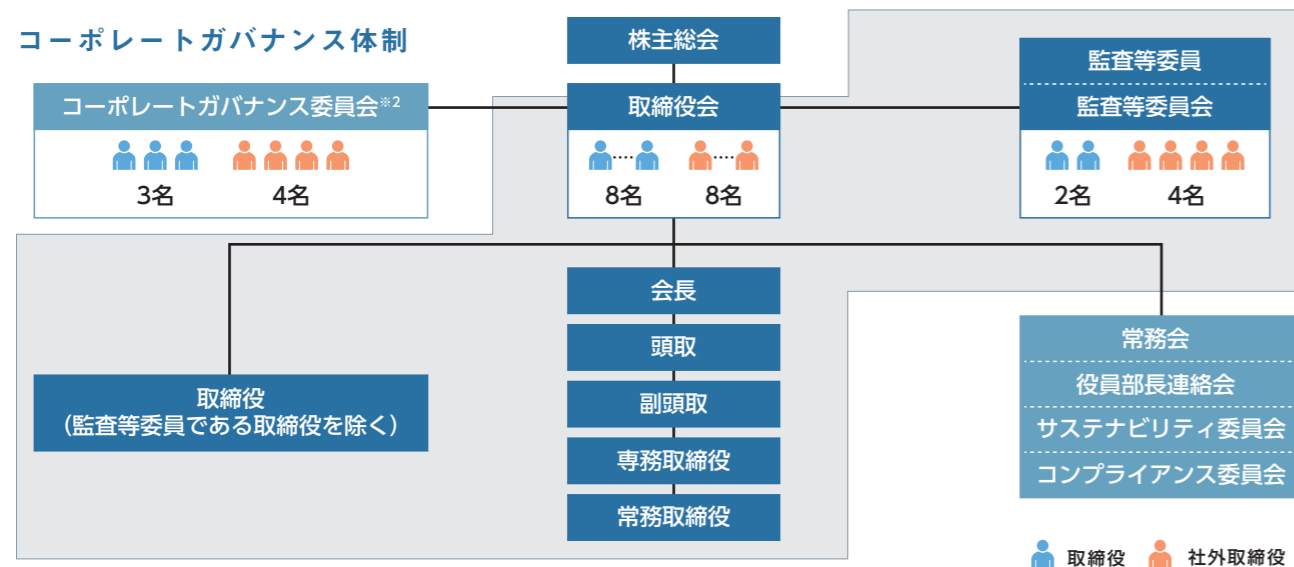 コーポレートガバナンス体制
株主総会
コーポレートガバナンス委員会※2
3名
4名
取締役会
8名
8名
監査等委員
監査等委員会
2名
4名
会長
頭取
副頭取
専務取締役
常務取締役
取締役
（監査等委員である取締役を除く）
常務会
役員部長連絡会
サステナビリティ委員会
コンプライアンス委員会
取締役
社外取締役